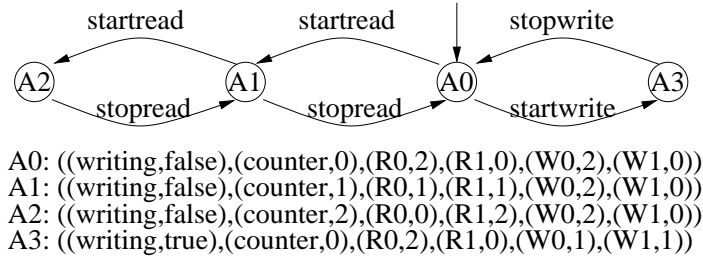 startread startread stopwrite
A2 A1 A0 A3
stopread stopread startwrite
A0: ((writing,false),(counter,0),(R0,2),(R1,0),(W0,2),(W1,0))
A1: ((writing,false),(counter,1),(R0,1),(R1,1),(W0,2),(W1,0))
A2: ((writing,false),(counter,2),(R0,0),(R1,2),(W0,2),(W1,0))
A3: ((writing,true),(counter,0),(R0,2),(R1,0),(W0,1),(W1,1))